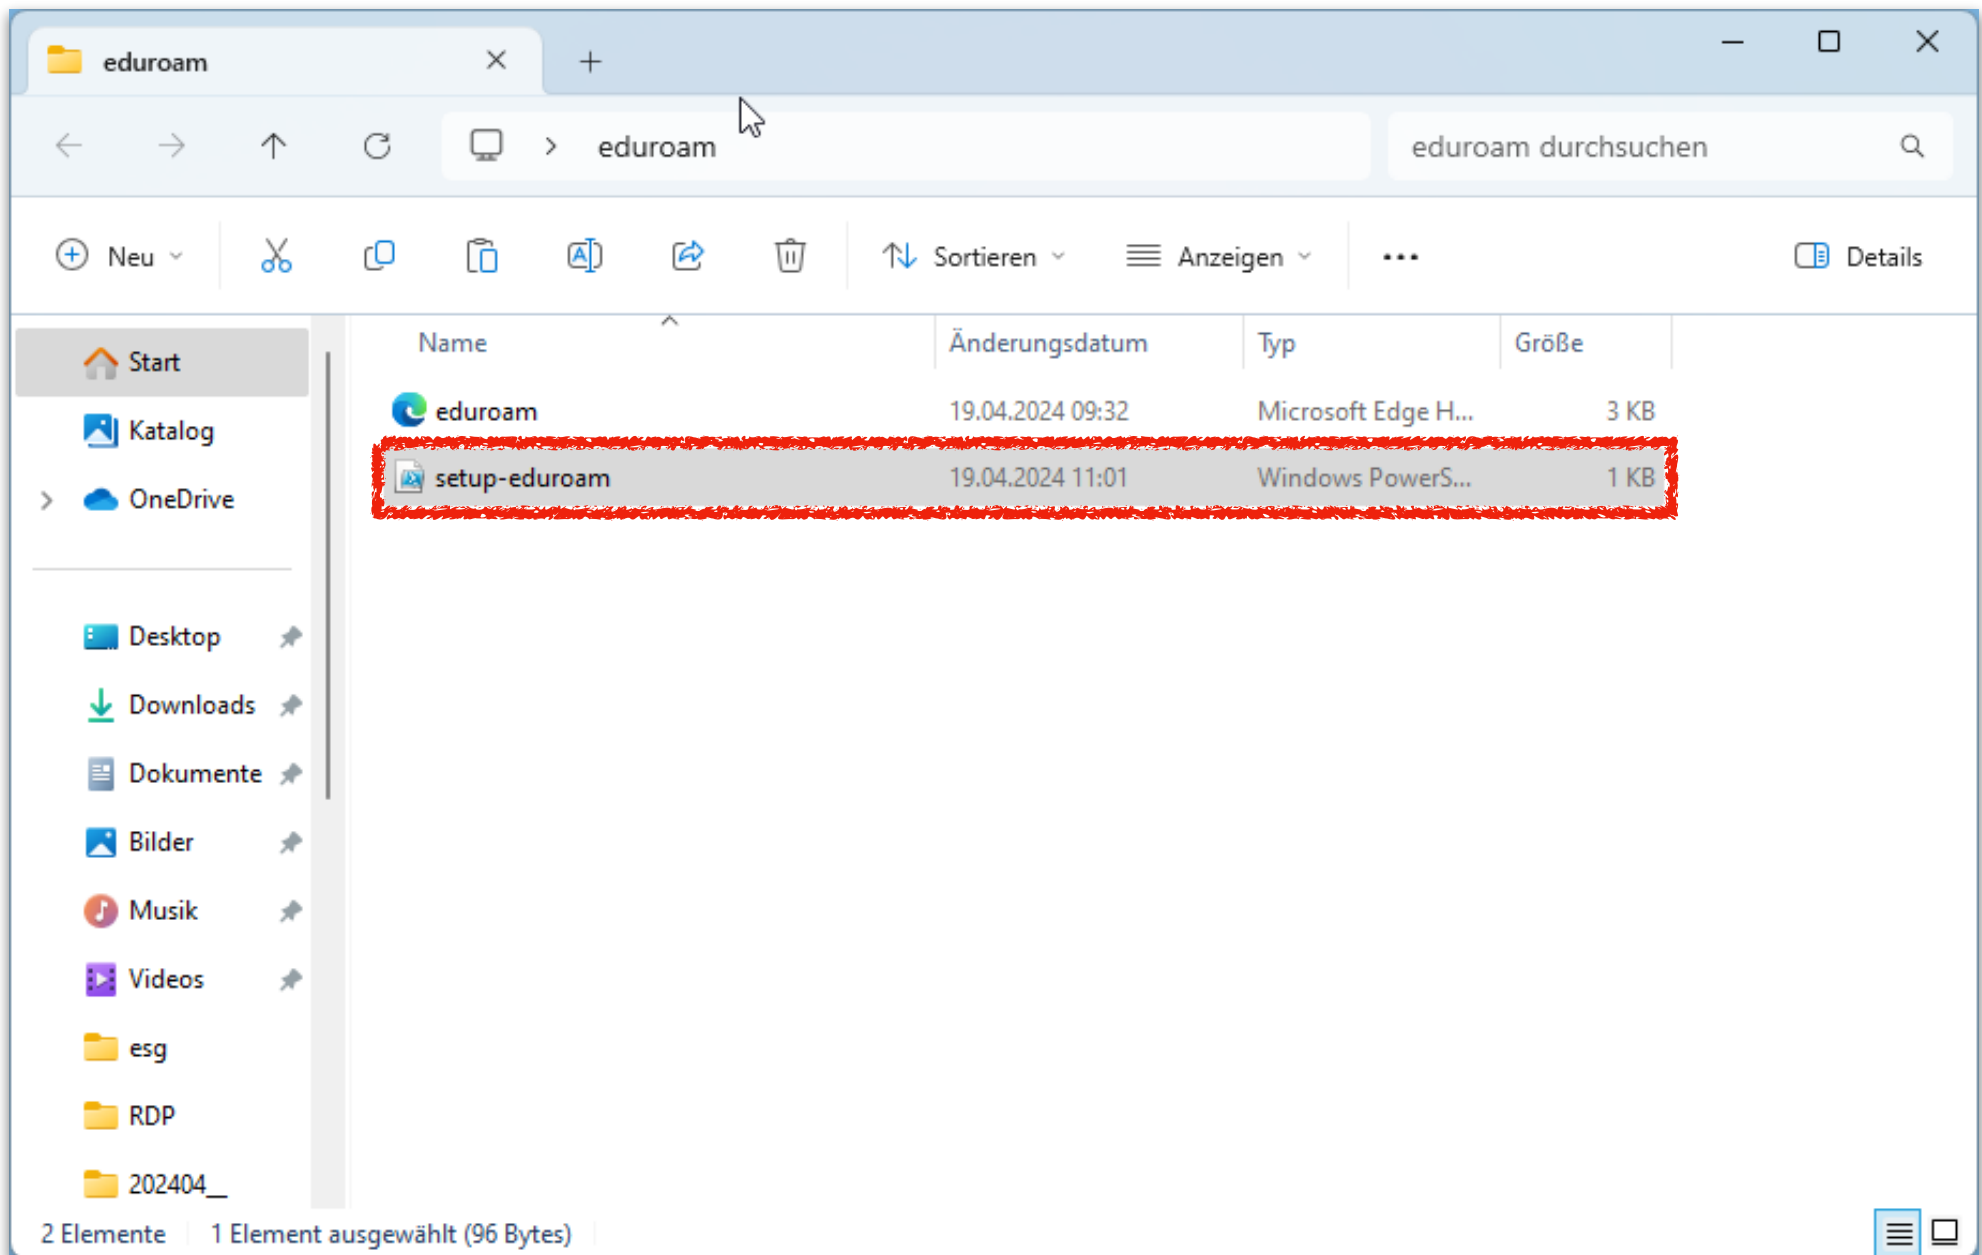 eduroam
eduroam
eduroam durchsuchen
Neu
Sortieren
Anzeigen
Details
Name Änderungsdatum Typ Größe
eduroam 19.04.2024 09:32 Microsoft Edge H... 3 KB
setup-eduroam 19.04.2024 11:01 Windows PowerS... 1 KB
Start
Katalog
OneDrive
Desktop
Downloads
Dokumente
Bilder
Musik
Videos
esg
RDP
202404__
2 Elemente 1 Element ausgewählt (96 Bytes)